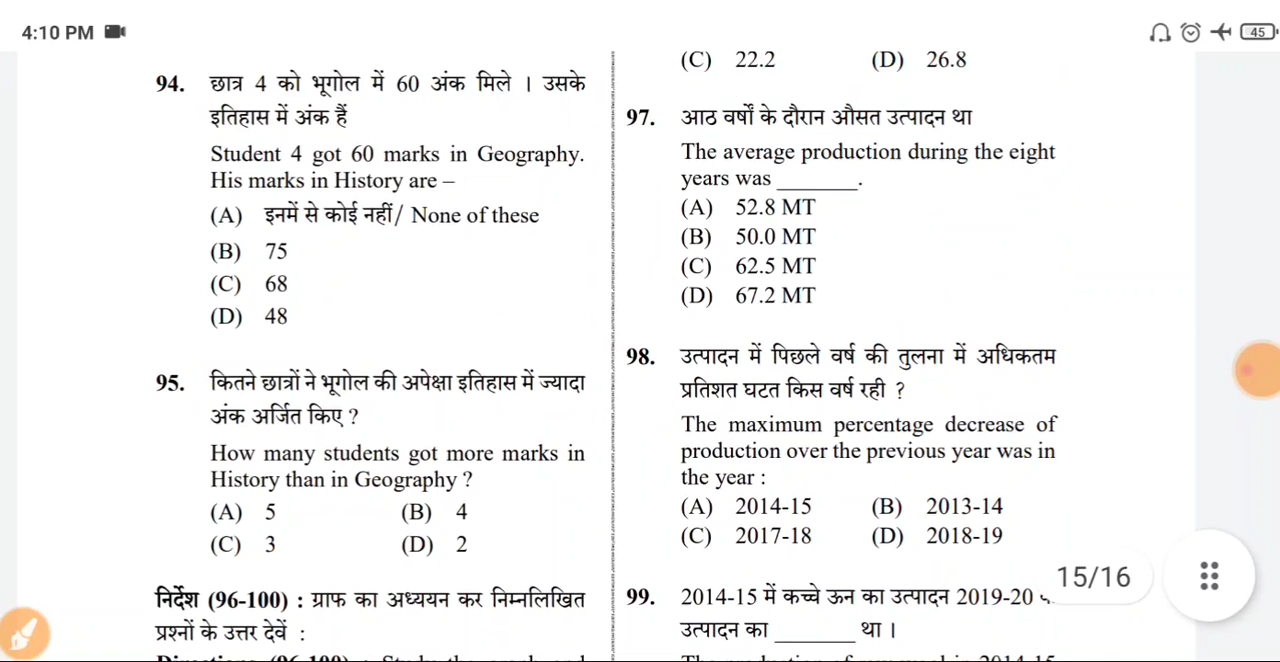 4:10 PM
45
94. छात्र 4 को भूगोल में 60 अंक मिले । उसके
इतिहास में अंक हैं
Student 4 got 60 marks in Geography.
His marks in History are –
(A) इनमें से कोई नहीं/ None of these
(B) 75
(C) 68
(D) 48
95. कितने छात्रों ने भूगोल की अपेक्षा इतिहास में ज्यादा
अंक अर्जित किए ?
How many students got more marks in
History than in Geography ?
(A) 5 (B) 4
(C) 3 (D) 2
निर्देश (96-100) : ग्राफ का अध्ययन कर निम्नलिखित
प्रश्नों के उत्तर देवें :
(C) 22.2 (D) 26.8
97. आठ वर्षों के दौरान औसत उत्पादन था
The average production during the eight
years was ________.
(A) 52.8 MT
(B) 50.0 MT
(C) 62.5 MT
(D) 67.2 MT
98. उत्पादन में पिछले वर्ष की तुलना में अधिकतम
प्रतिशत घटत किस वर्ष रही ?
The maximum percentage decrease of
production over the previous year was in
the year :
(A) 2014-15 (B) 2013-14
(C) 2017-18 (D) 2018-19
99. 2014-15 में कच्चे ऊन का उत्पादन 2019-20
उत्पादन का ________ था ।
15/16